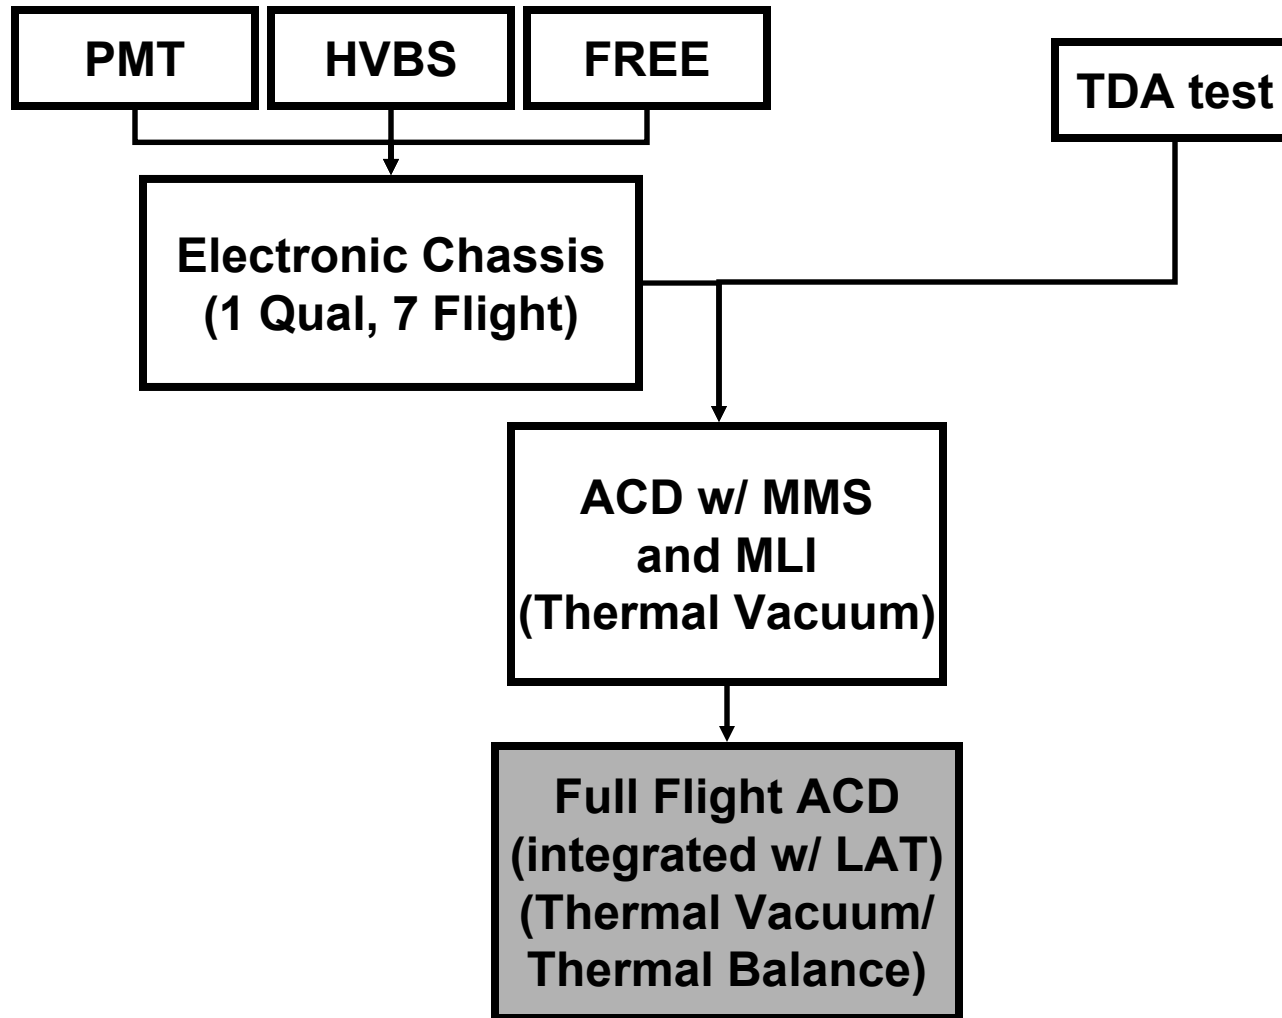 PMT
HVBS
FREE
TDA test
Electronic Chassis
(1 Qual, 7 Flight)
ACD w/ MMS
and MLI
(Thermal Vacuum)
Full Flight ACD
(integrated w/ LAT)
(Thermal Vacuum/
Thermal Balance)